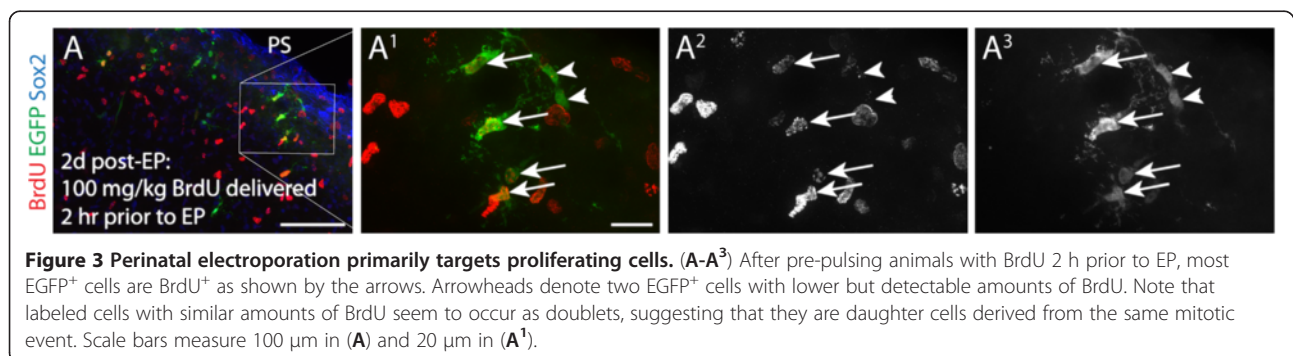 BrdU EGFP Sox2
A
PS
2d post-EP:
100 mg/kg BrdU delivered
2 hr prior to EP
A¹
A²
A³
Figure 3 Perinatal electroporation primarily targets proliferating cells. (A-A³) After pre-pulsing animals with BrdU 2 h prior to EP, most
EGFP⁺ cells are BrdU⁺ as shown by the arrows. Arrowheads denote two EGFP⁺ cells with lower but detectable amounts of BrdU. Note that
labeled cells with similar amounts of BrdU seem to occur as doublets, suggesting that they are daughter cells derived from the same mitotic
event. Scale bars measure 100 μm in (A) and 20 μm in (A¹).